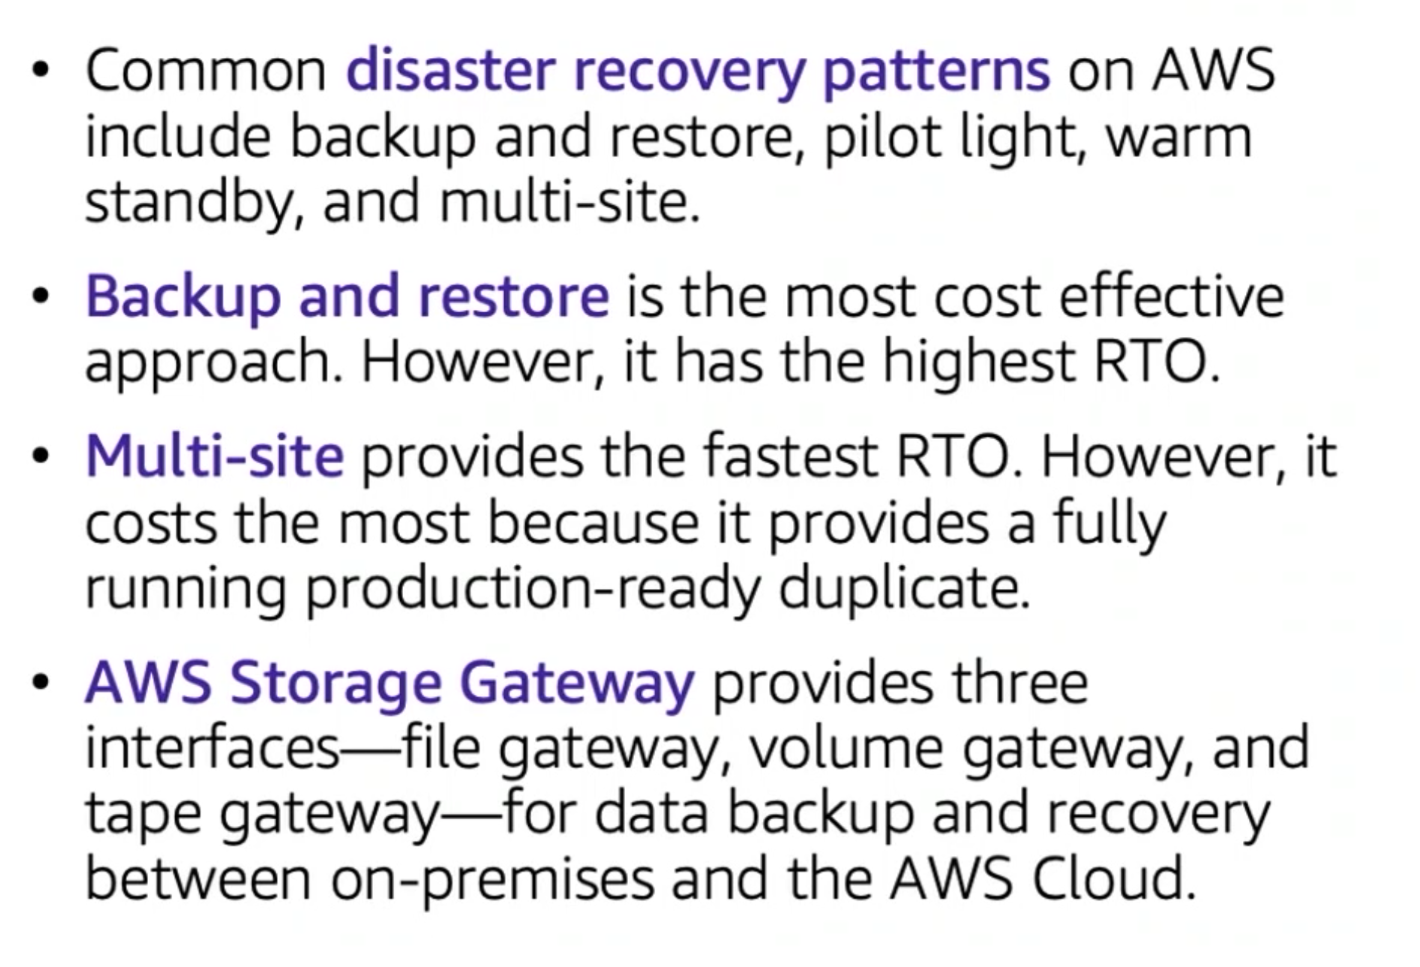 • Common disaster recovery patterns on AWS
include backup and restore, pilot light, warm
standby, and multi-site.
• Backup and restore is the most cost effective
approach. However, it has the highest RTO.
• Multi-site provides the fastest RTO. However, it
costs the most because it provides a fully
running production-ready duplicate.
• AWS Storage Gateway provides three
interfaces—file gateway, volume gateway, and
tape gateway—for data backup and recovery
between on-premises and the AWS Cloud.